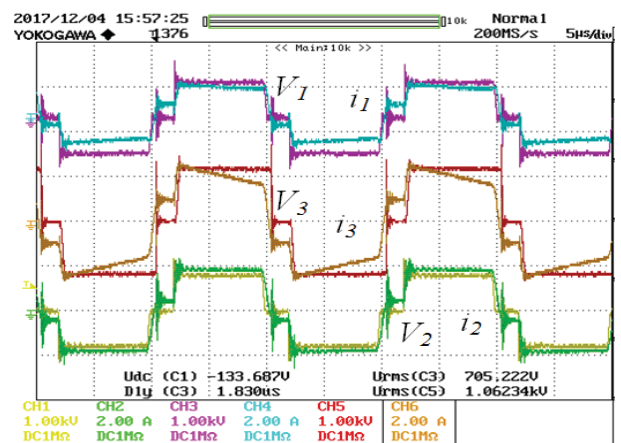 2017/12/04 15:57:25 10k Normal
YOKOGAWA ◆ 1376 200MS/s 5µs/div
<< Main:10k >>
V1 i1
V3 i3
V2 i2
Udc (C1) -133.687V Urms(C3) 705.222V
Dly (C3) 1.830us Urms(C5) 1.06234kV
CH1 CH2 CH3 CH4 CH5 CH6
1.00kV 2.00 A 1.00kV 2.00 A 1.00kV 2.00 A
DC1MΩ DC1MΩ DC1MΩ DC1MΩ DC1MΩ DC1MΩ